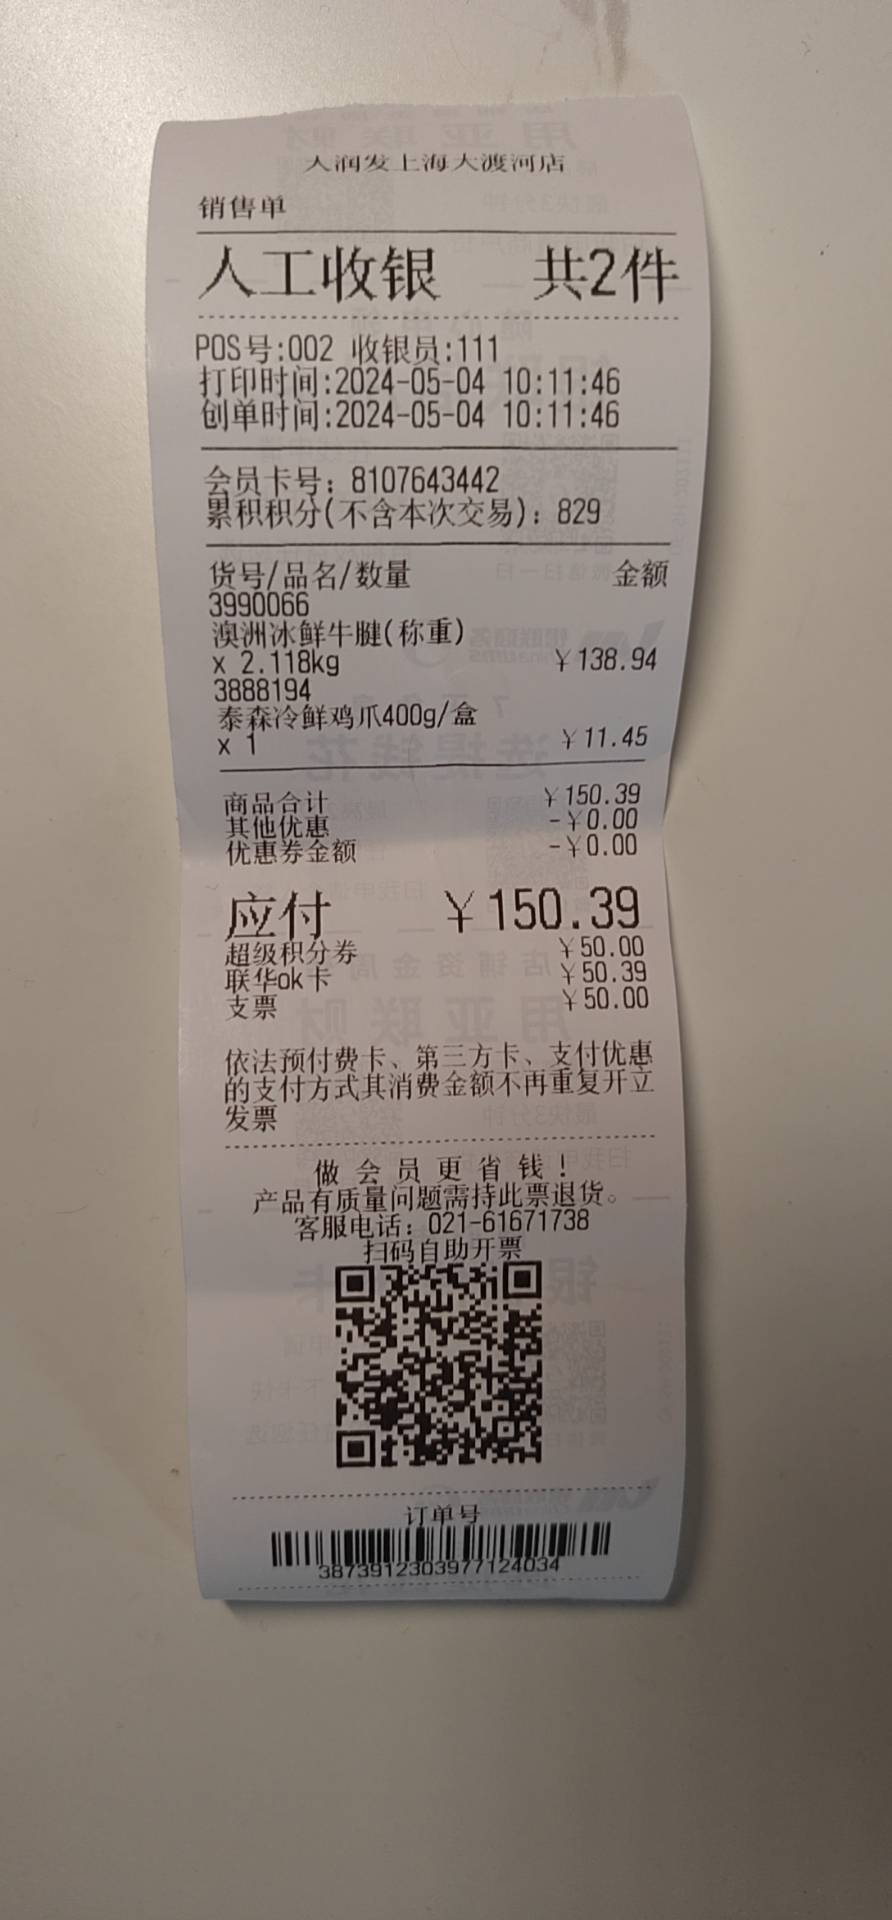 大润发上海大渡河店
销售单
人工收银 共2件
POS号:002 收银员:111
打印时间:2024-05-04 10:11:46
创单时间:2024-05-04 10:11:46
会员卡号：8107643442
累积积分(不含本次交易)：829
货号/品名/数量 金额
3990066
澳洲冰鲜牛腱(称重)
x 2.118kg ￥138.94
3888194
泰森冷鲜鸡爪400g/盒
x 1 ￥11.45
商品合计 ￥150.39
其他优惠 -￥0.00
优惠券金额 -￥0.00
应付 ￥150.39
超级积分券 ￥50.00
联华ok卡 ￥50.39
支票 ￥50.00
依法预付费卡、第三方卡、支付优惠
的支付方式其消费金额不再重复开立
发票
做会员更省钱！
产品有质量问题需持此票退货。
客服电话：021-61671738
扫码自助开票
订单号
3873912303977124034